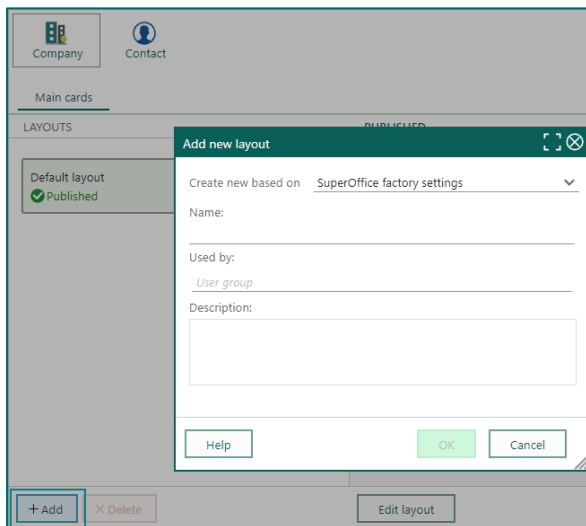 Company
Contact
Main cards
LAYOUTS
PUBLISHED
Default layout
Published
Add new layout
Create new based on SuperOffice factory settings
Name:
Used by:
User group
Description:
Help
OK
Cancel
+ Add
× Delete
Edit layout